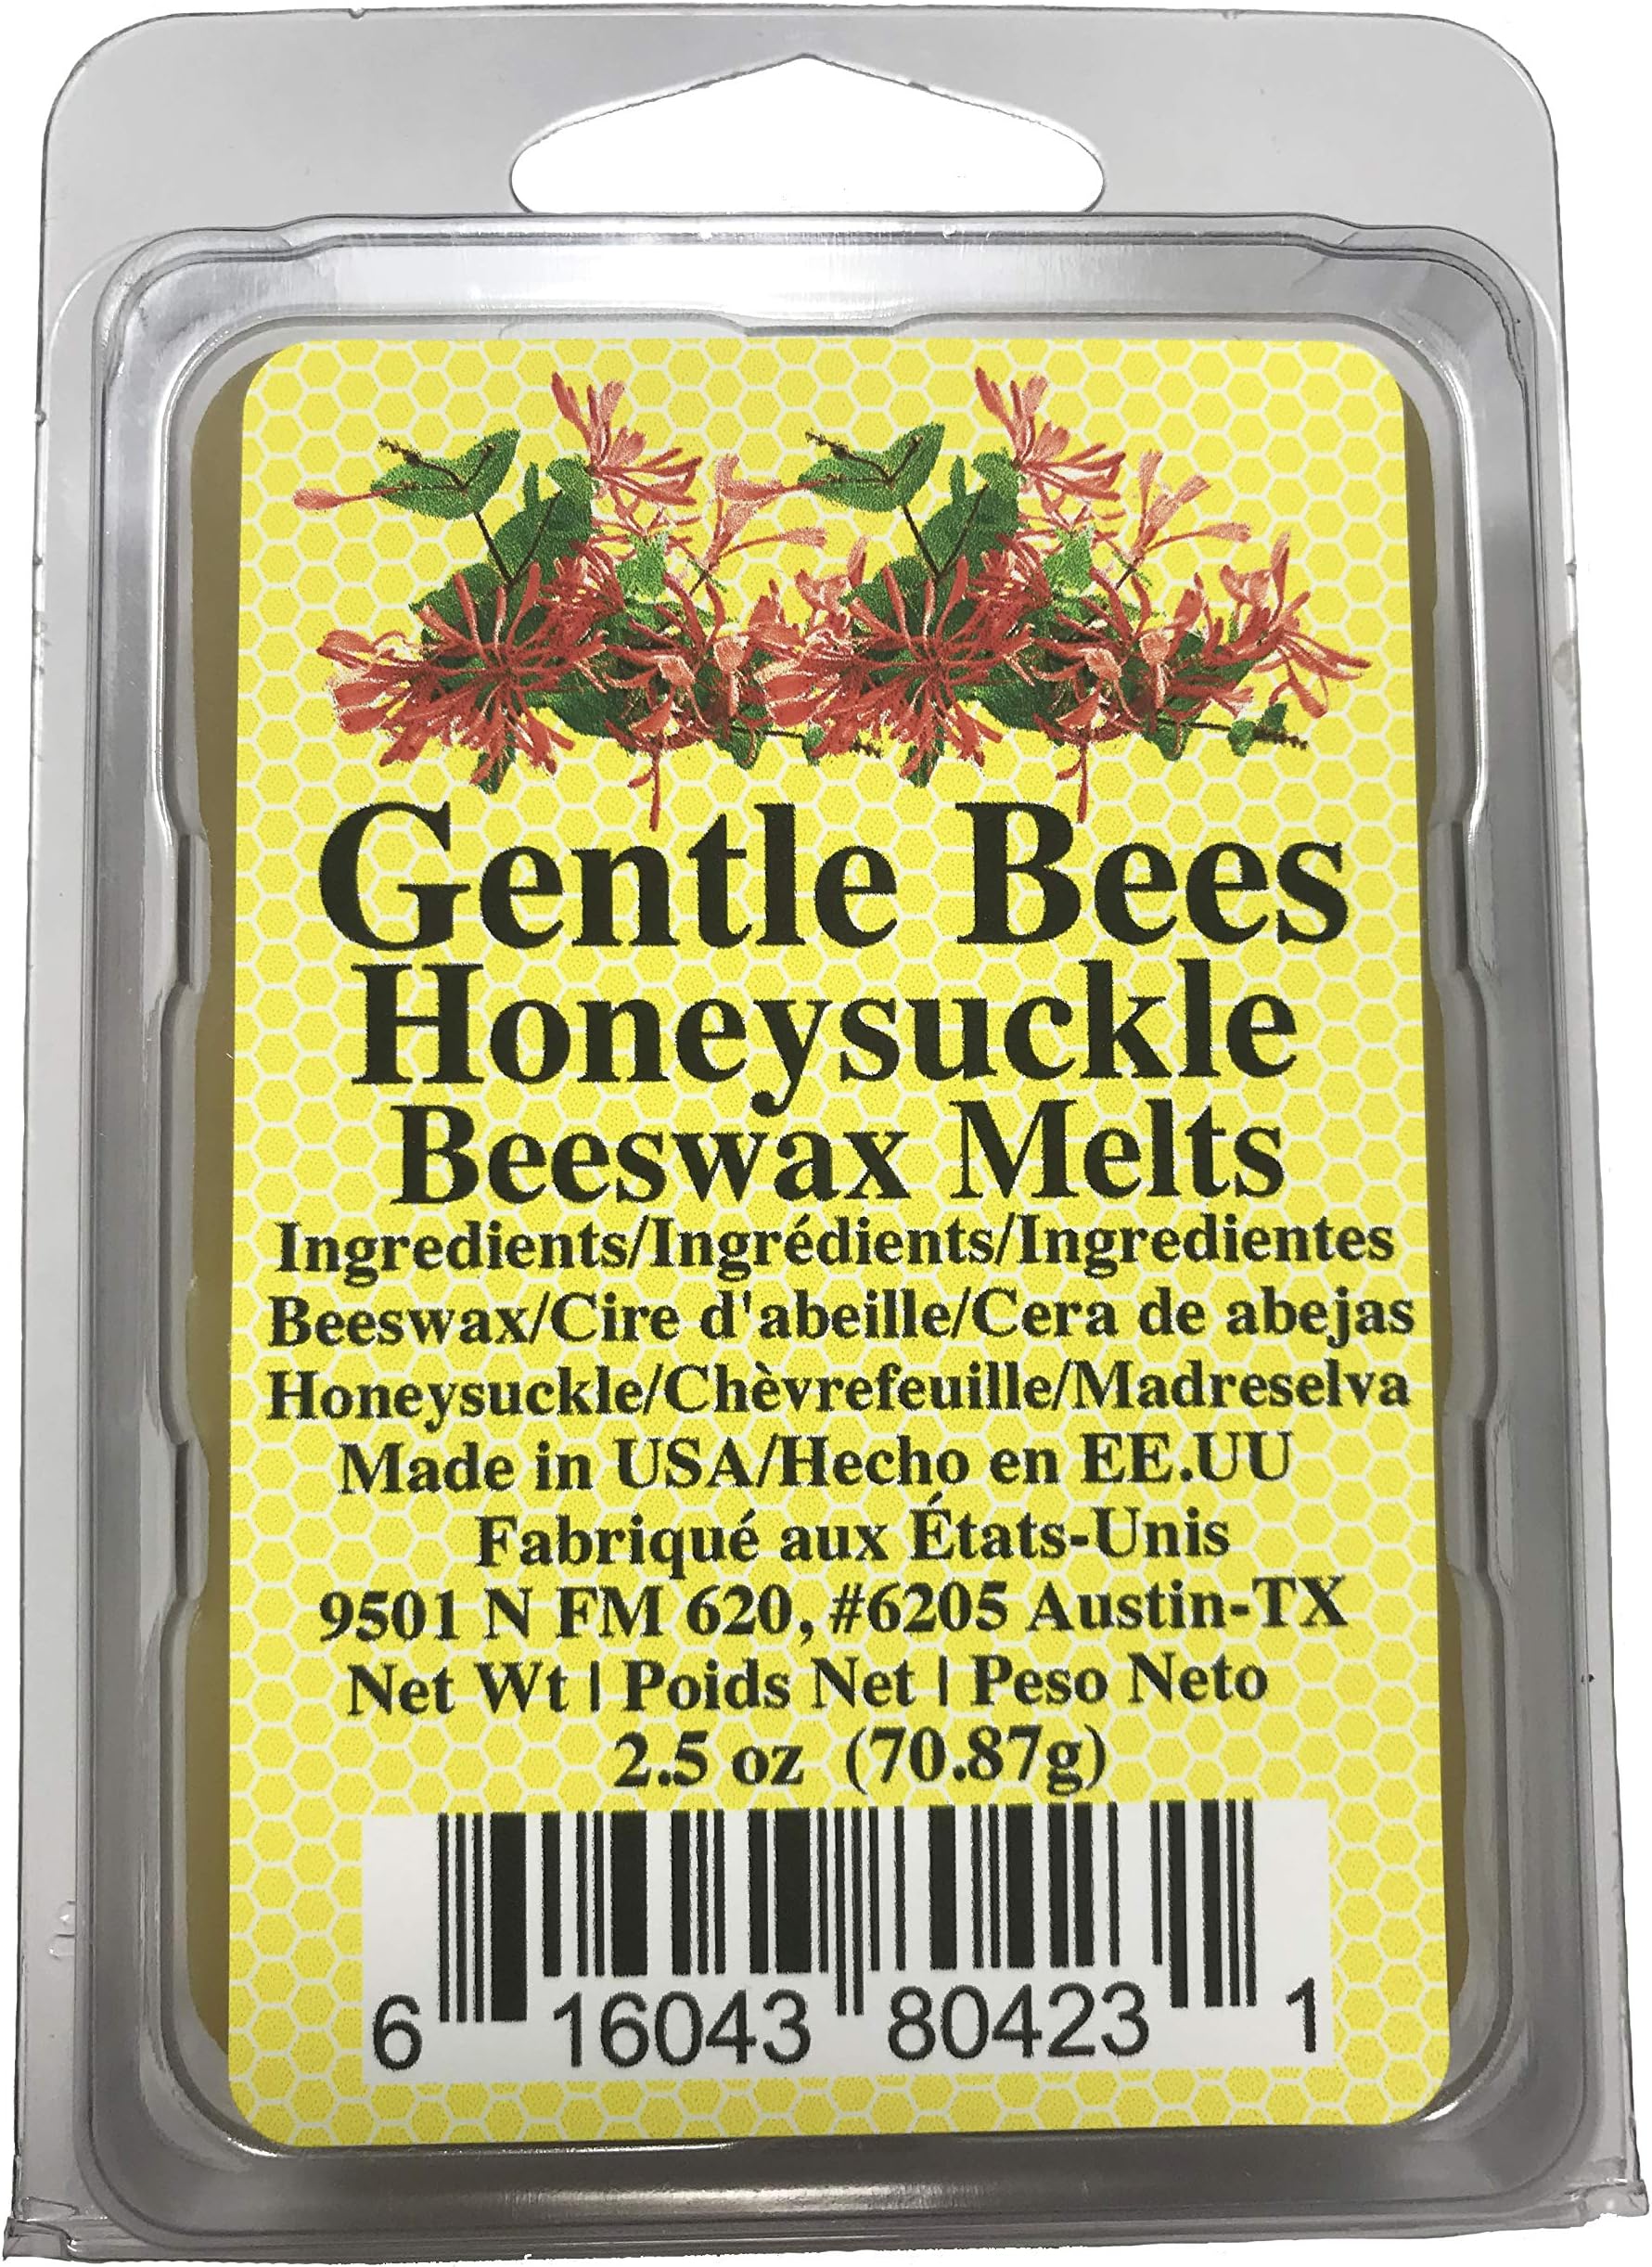 Gentle Bees
Honeysuckle
Beeswax Melts
Ingredients/Ingrédients/Ingredientes
Beeswax/Cire d'abeille/Cera de abejas
Honeysuckle/Chèvrefeuille/Madreselva
Made in USA/Hecho en EE.UU
Fabriqué aux États-Unis
9501 N FM 620, #6205 Austin-TX
Net Wt | Poids Net | Peso Neto
2.5 oz (70.87g)
6 16043 80423 1